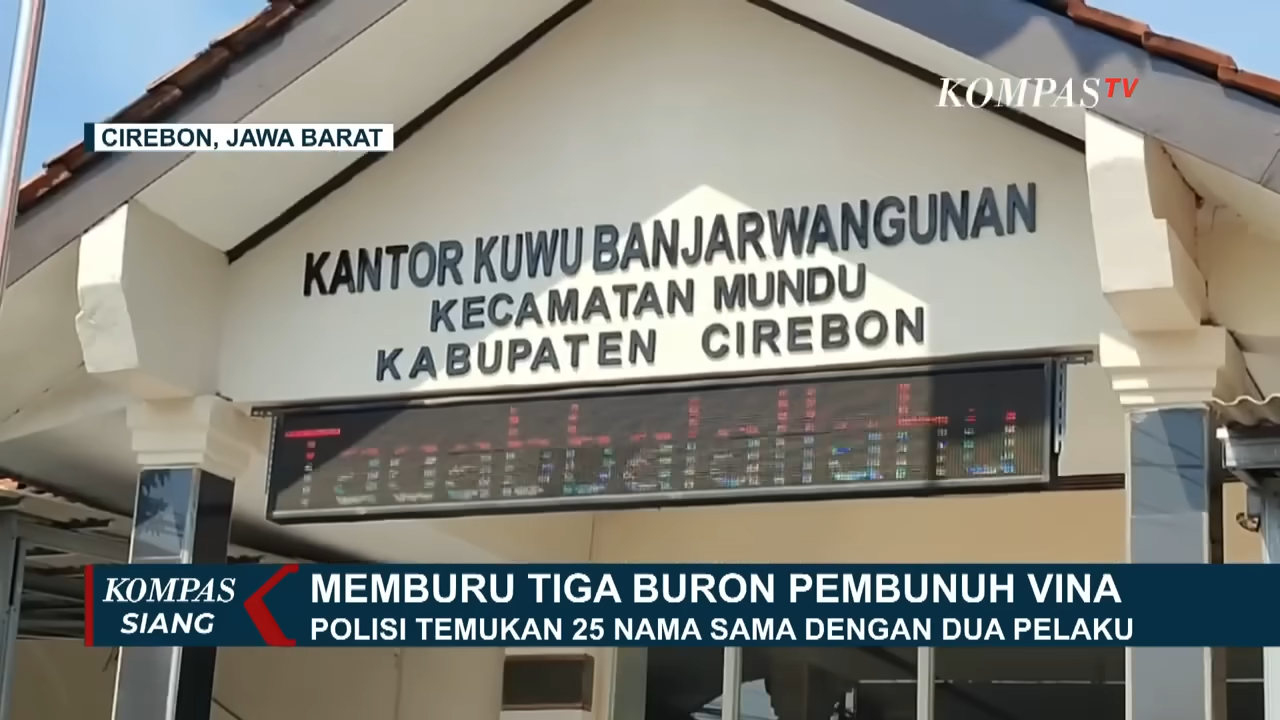 KOMPASTV
CIREBON, JAWA BARAT
KANTOR KUWU BANJARWANGUNAN
KECAMATAN MUNDU
KABUPATEN CIREBON
KOMPAS SIANG
MEMBURU TIGA BURON PEMBUNUH VINA
POLISI TEMUKAN 25 NAMA SAMA DENGAN DUA PELAKU